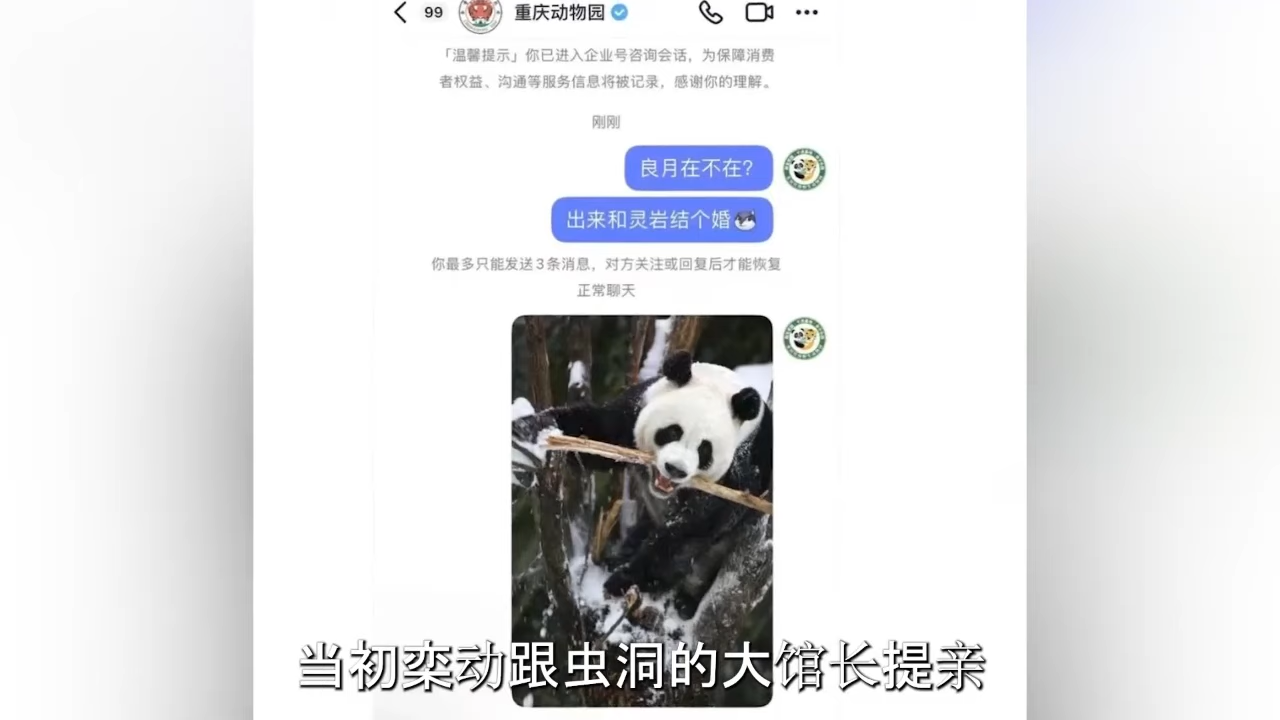 99
重庆动物园
「温馨提示」你已进入企业号咨询会话，为保障消费
者权益、沟通等服务信息将被记录，感谢你的理解。
刚刚
良月在不在？
出来和灵岩结个婚
你最多只能发送3条消息，对方关注或回复后才能恢复
正常聊天
当初栾动跟虫洞的大馆长提亲